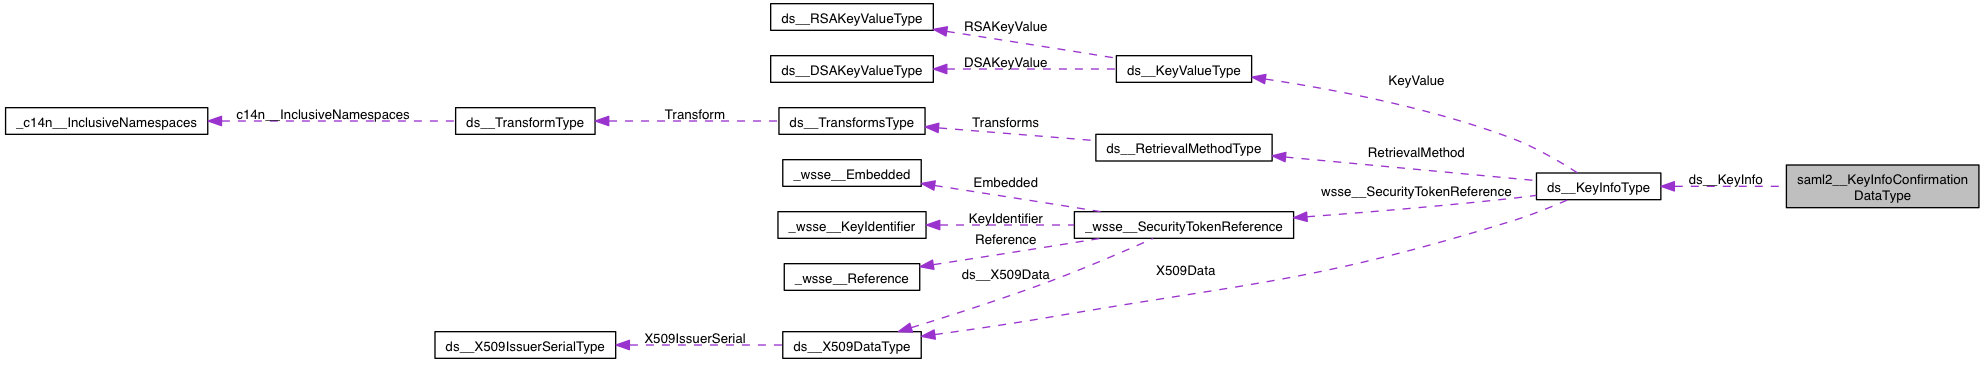 ds__RSAKeyValueType
RSAKeyValue
ds__DSAKeyValueType
DSAKeyValue
ds__KeyValueType
KeyValue
_c14n__InclusiveNamespaces
c14n__InclusiveNamespaces
ds__TransformType
Transform
ds__TransformsType
Transforms
ds__RetrievalMethodType
RetrievalMethod
_wsse__Embedded
Embedded
wsse__SecurityTokenReference
ds__KeyInfoType
ds__KeyInfo
saml2__KeyInfoConfirmation
DataType
_wsse__KeyIdentifier
KeyIdentifier
_wsse__SecurityTokenReference
Reference
_wsse__Reference
ds__X509Data
X509Data
ds__X509IssuerSerialType
X509IssuerSerial
ds__X509DataType